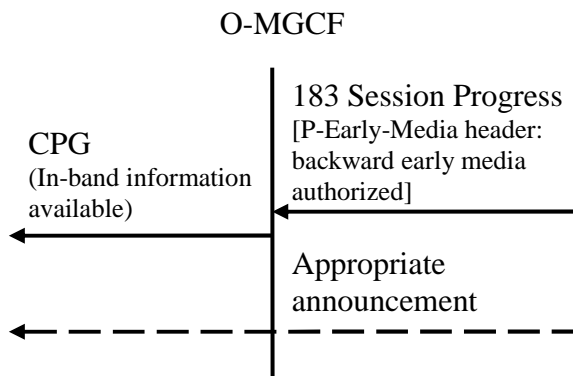 O-MGCF
183 Session Progress
[P-Early-Media header:
backward early media
authorized]
CPG
(In-band information
available)
Appropriate
announcement